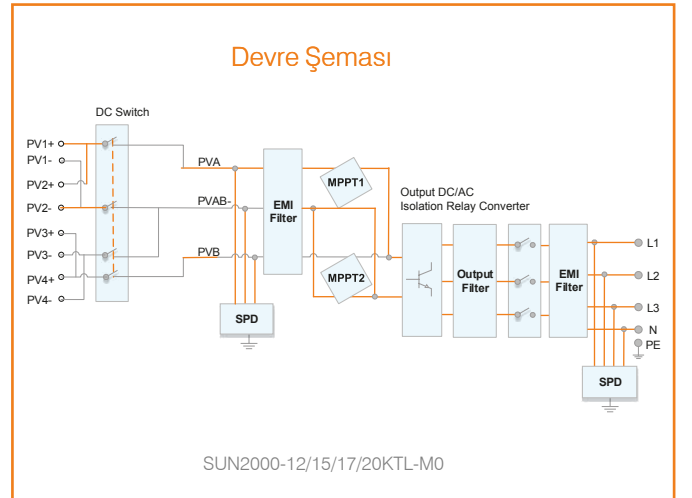 Devre Şeması
DC Switch
PV1+
PV1-
PV2+
PV2-
PV3+
PV3-
PV4+
PV4-
PVA
PVAB-
PVB
EMI
Filter
MPPT1
MPPT2
SPD
Output DC/AC
Isolation Relay Converter
Output
Filter
EMI
Filter
L1
L2
L3
N
PE
SPD
SUN2000-12/15/17/20KTL-M0